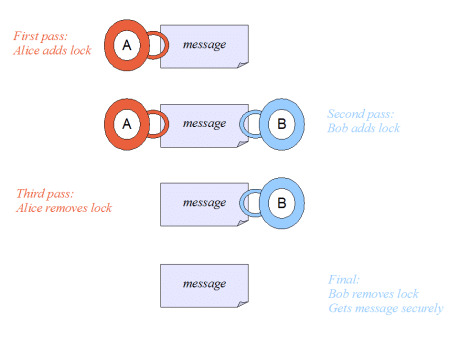 First pass:
Alice adds lock
A
message
A
message
B
Second pass:
Bob adds lock
Third pass:
Alice removes lock
message
B
message
Final:
Bob removes lock
Gets message securely